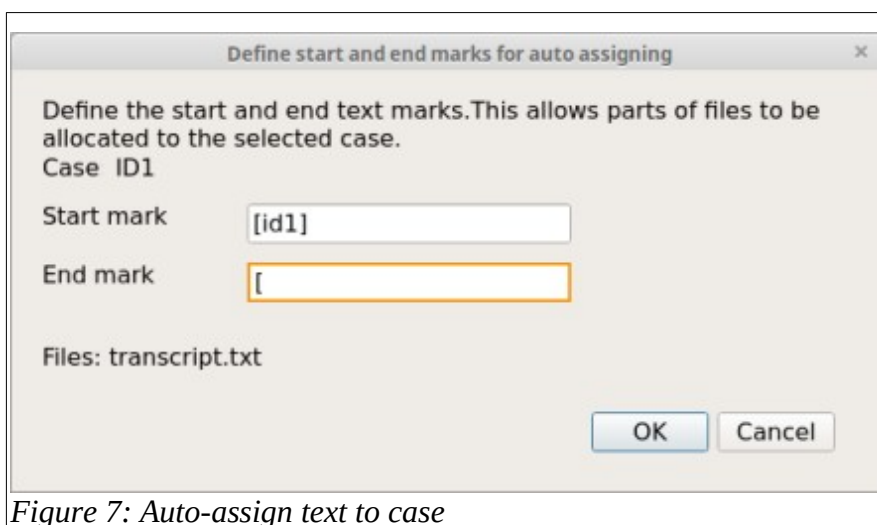 Define start and end marks for auto assigning ×
Define the start and end text marks.This allows parts of files to be
allocated to the selected case.
Case ID1
Start mark [id1]
End mark [
Files: transcript.txt
OK Cancel
Figure 7: Auto-assign text to case